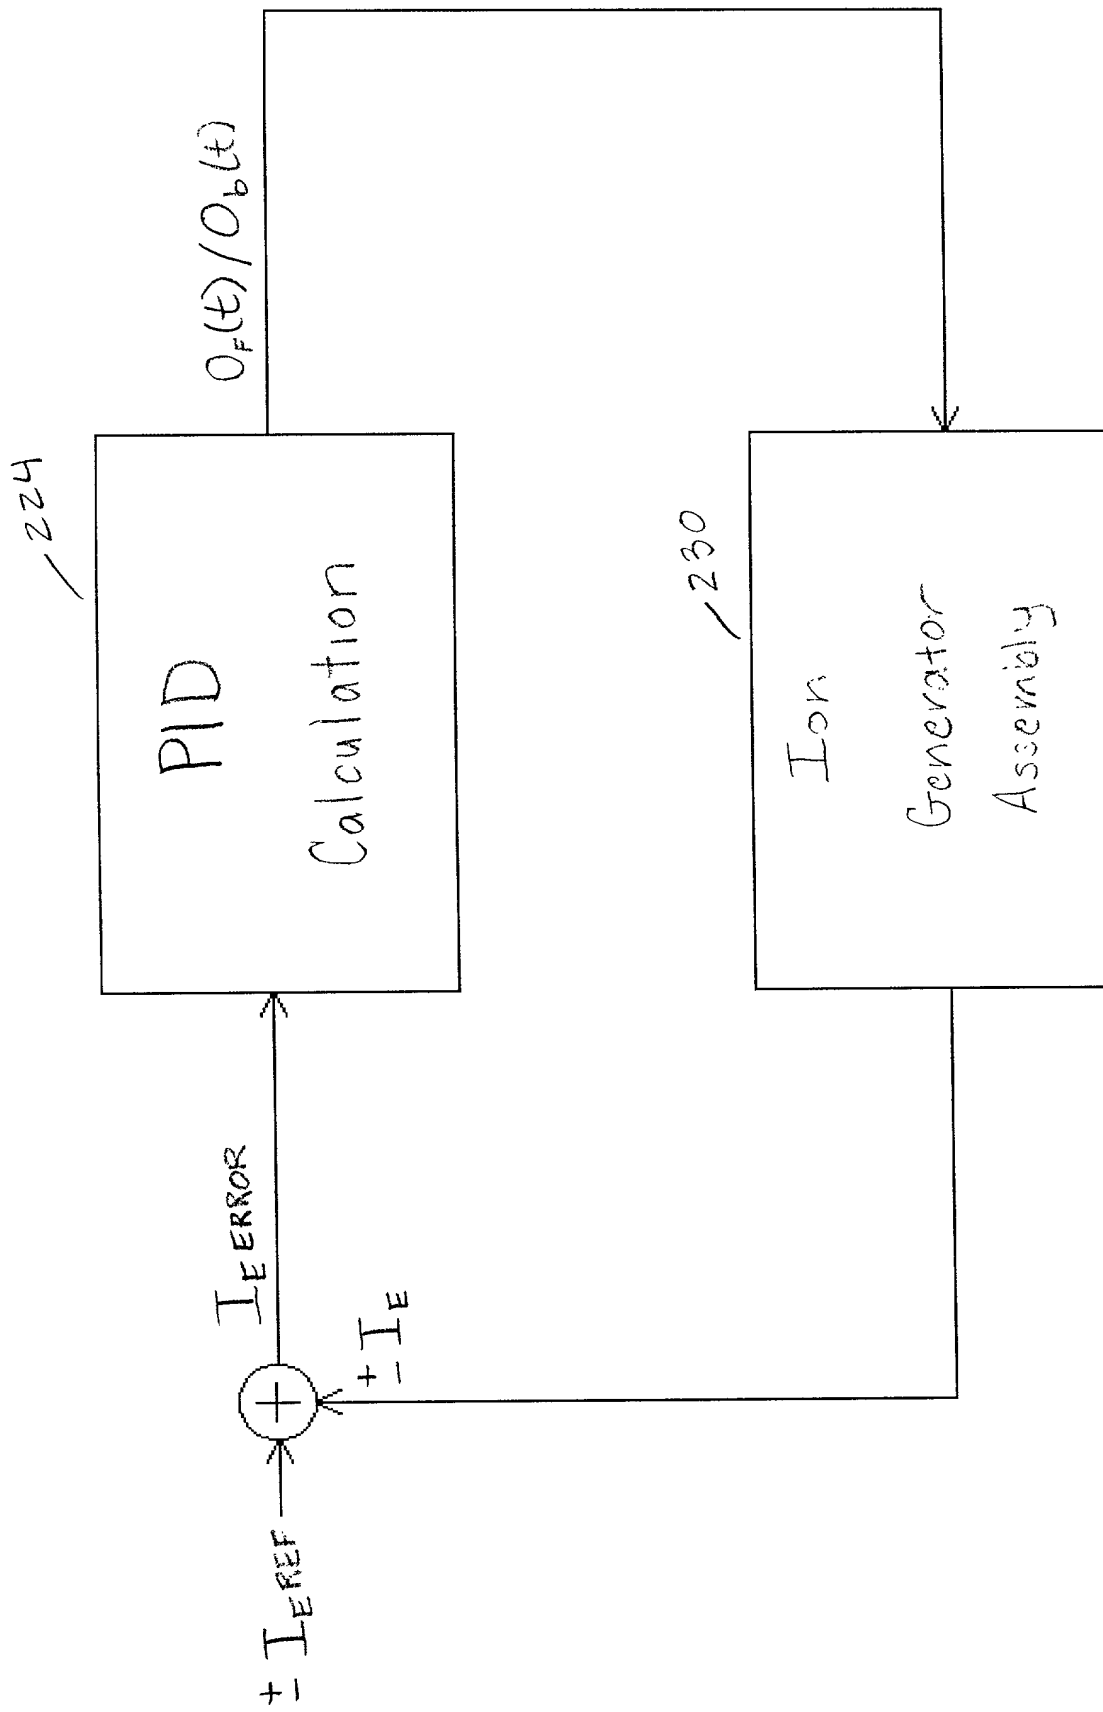 224
PID
Calculation
O_F(t)/O_b(t)
± I_E REF
I_E ERROR
± I_E
230
Ion
Generator
Assembly